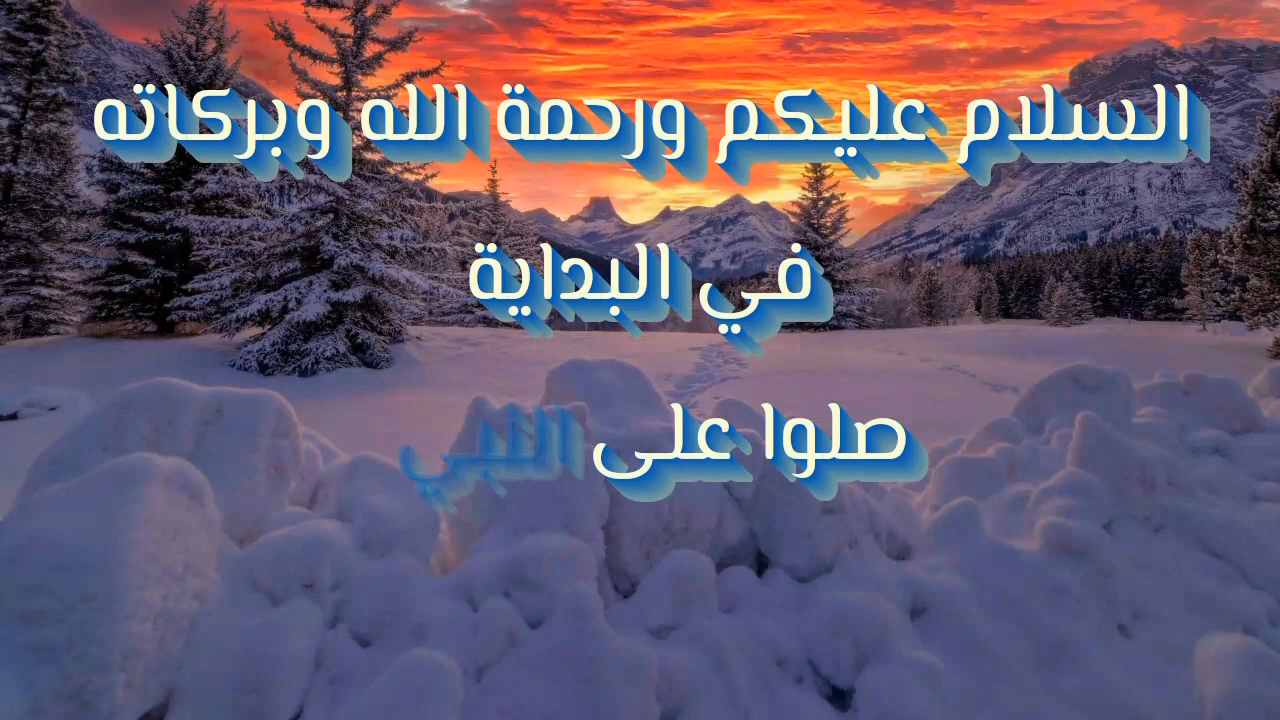 السلام عليكم ورحمة الله وبركاته
في البداية
صلوا على النبي